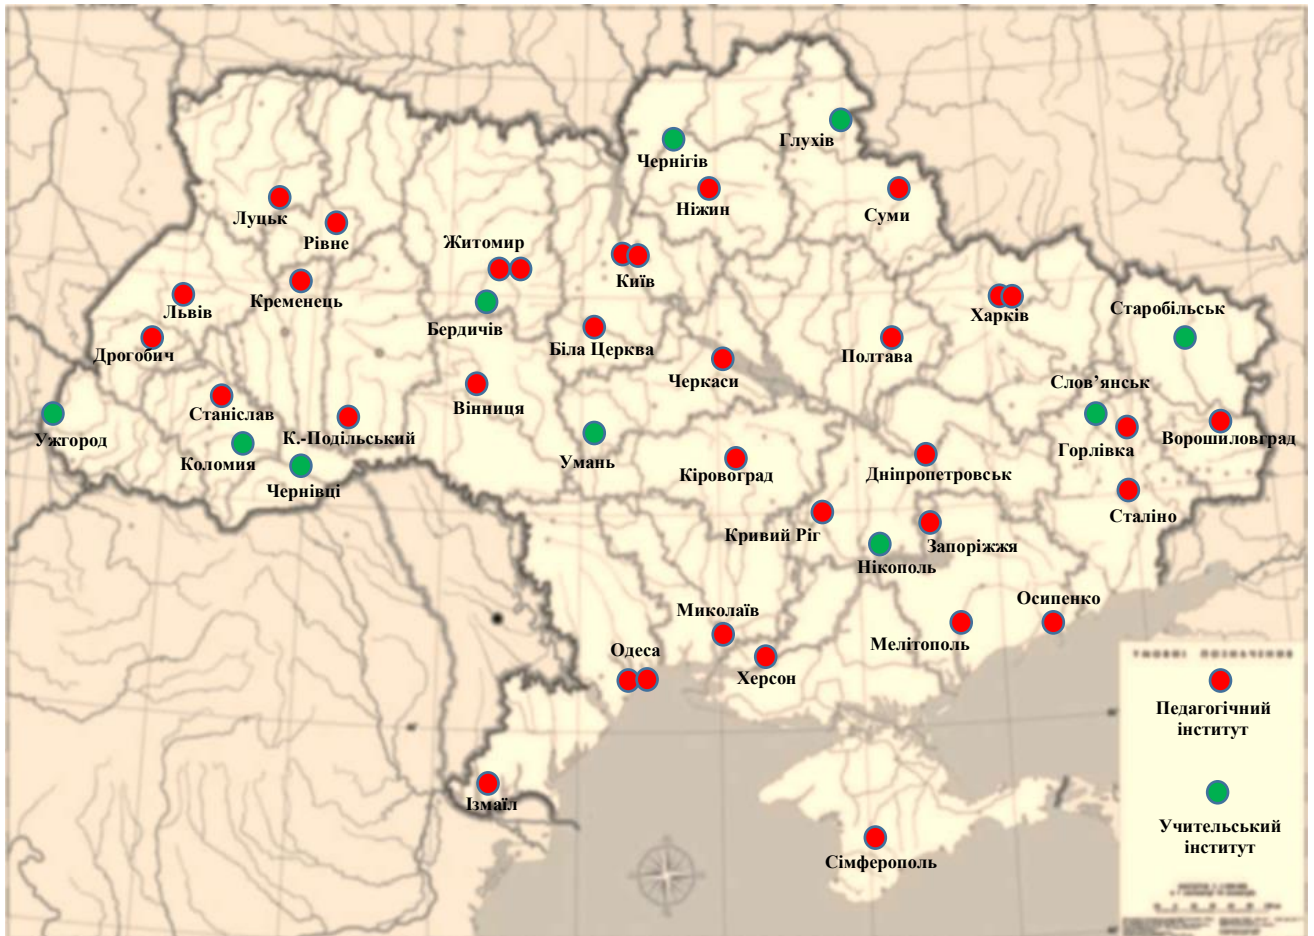 Глухів
Чернігів
Ніжин
Суми
Луцьк
Рівне
Житомир
Київ
Кременець
Львів
Бердичів
Харків
Старобільськ
Дрогобич
Біла Церква
Полтава
Черкаси
Слов’янськ
Станіслав
Вінниця
Ужгород
К.-Подільський
Ворошиловград
Горлівка
Коломия
Умань
Кіровоград
Дніпропетровськ
Чернівці
Сталіно
Кривий Ріг
Запоріжжя
Нікополь
Осипенко
Миколаїв
Мелітополь
Одеса
Херсон
УМОВНІ ПОЗНАЧЕННЯ
Педагогічний
інститут
Ізмаїл
Учительський
інститут
Сімферополь